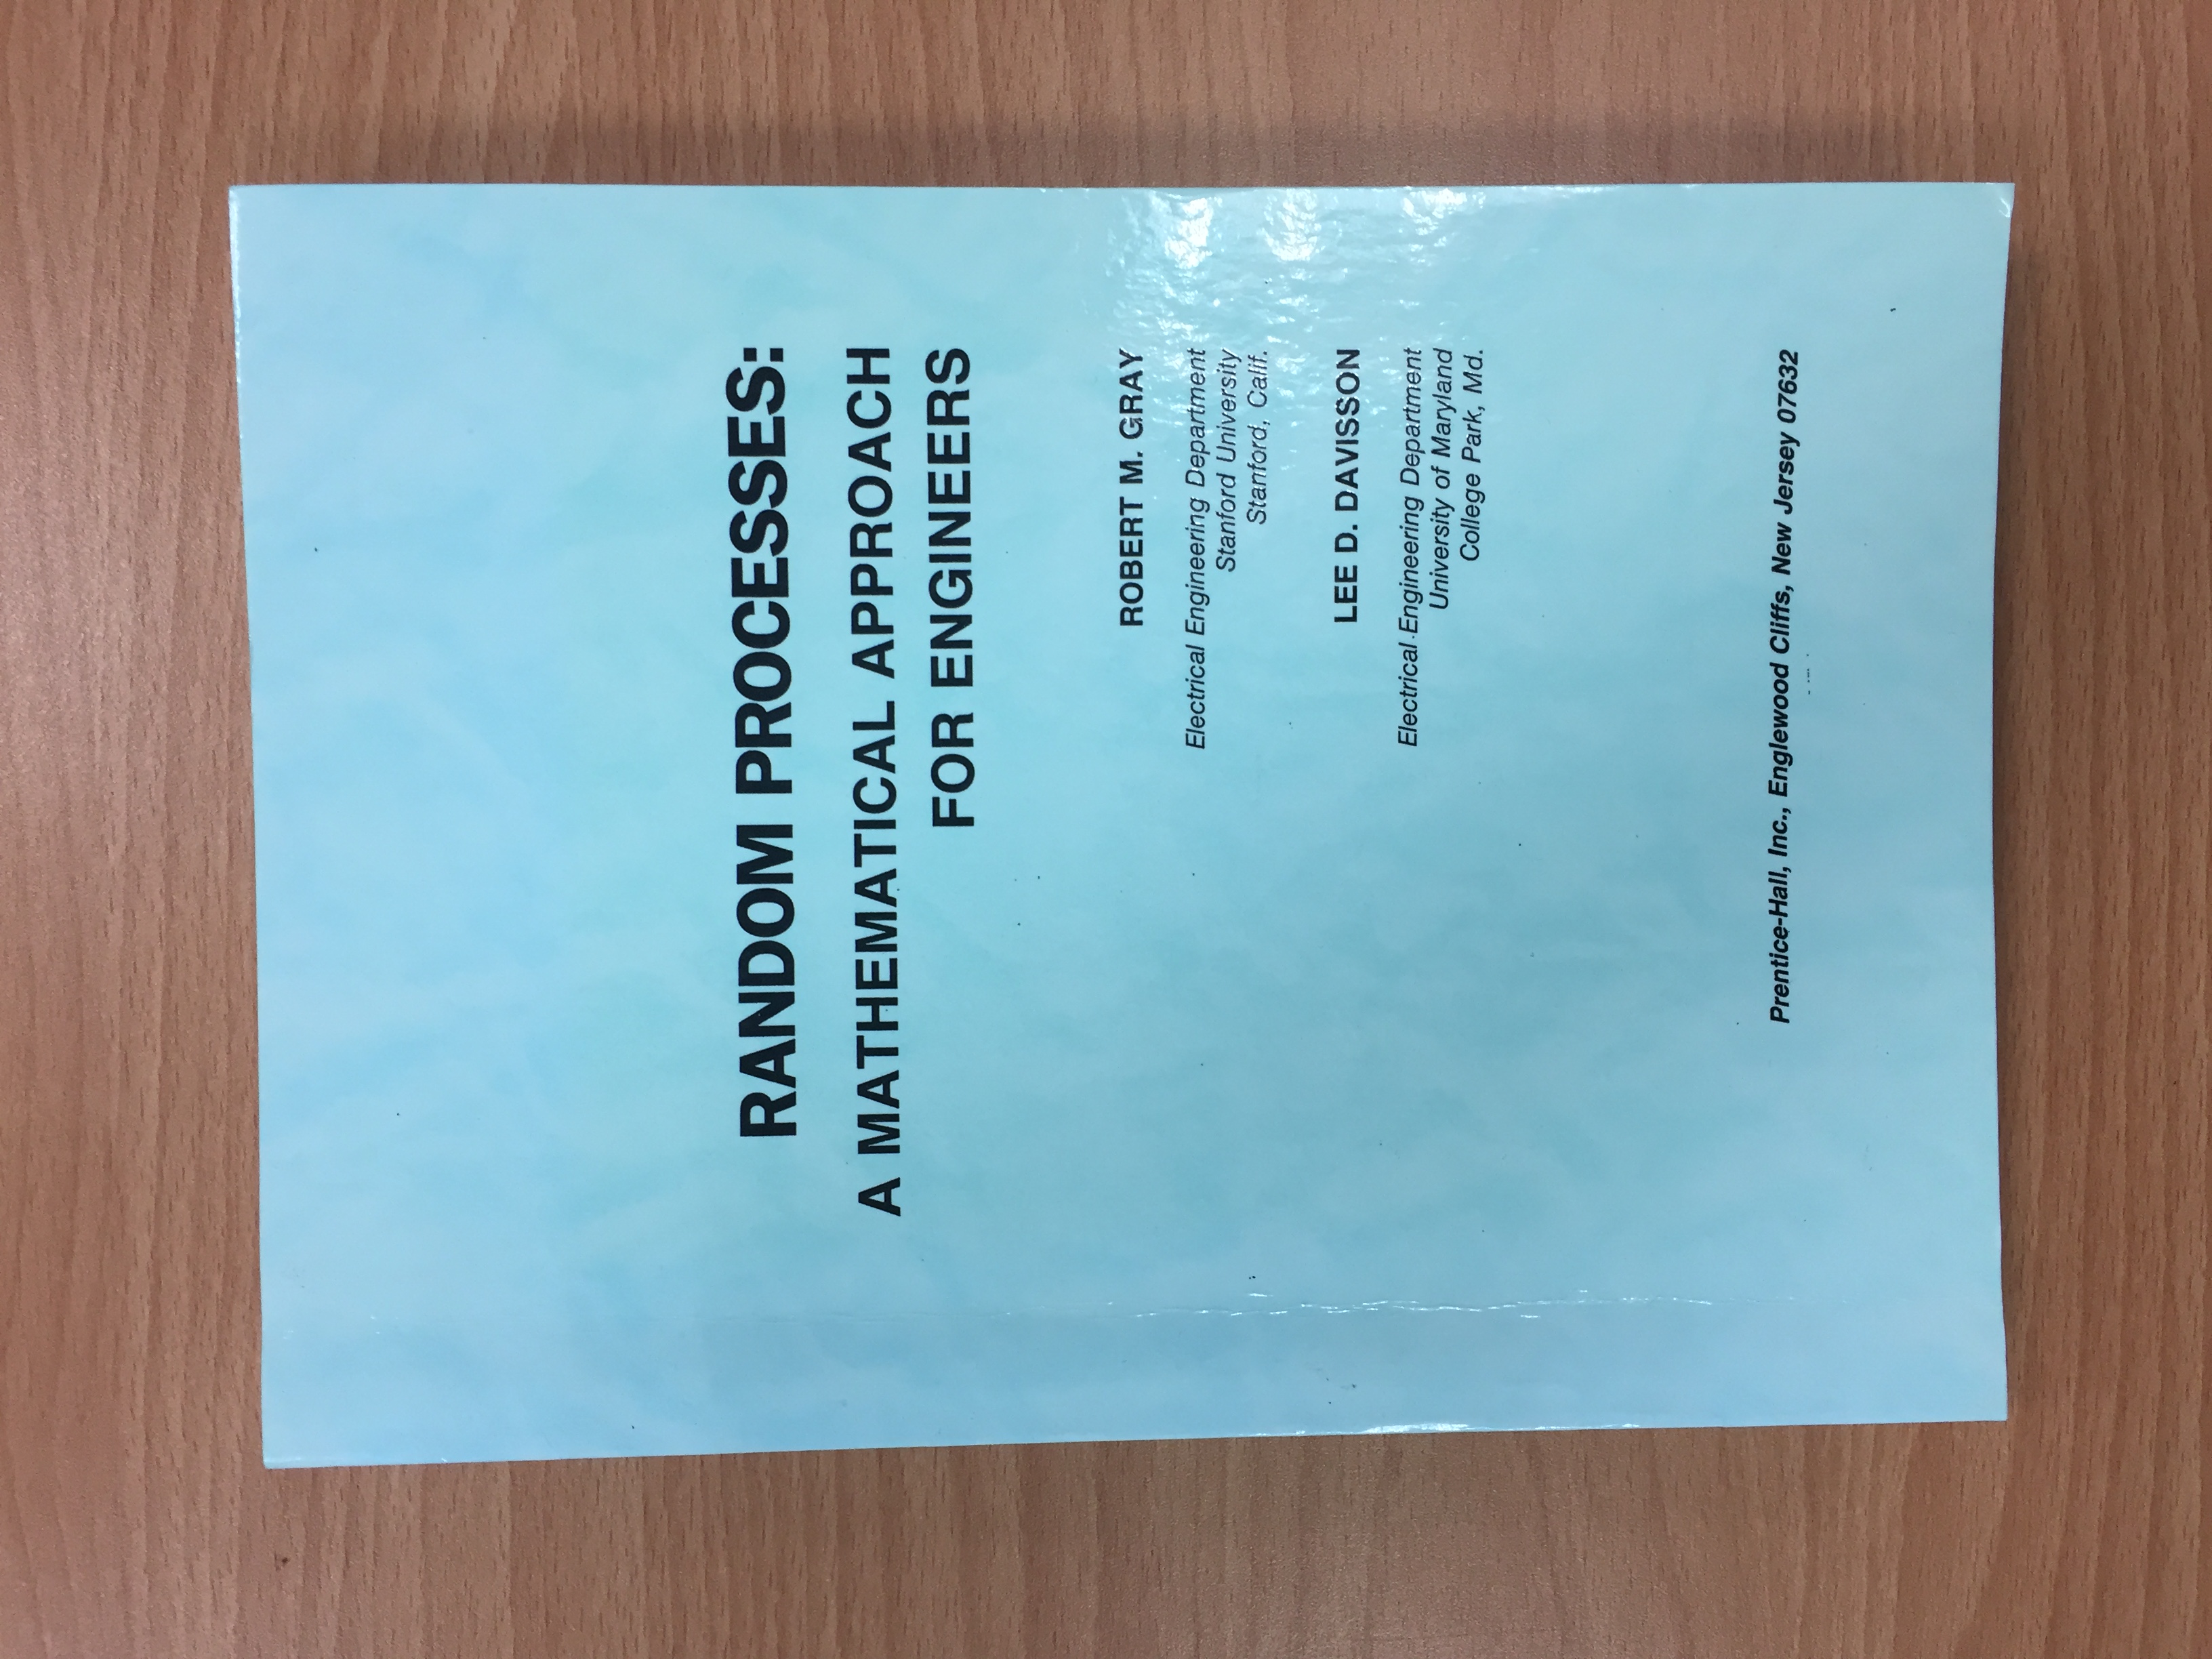 RANDOM PROCESSES:
A MATHEMATICAL APPROACH
FOR ENGINEERS
ROBERT M. GRAY
Electrical Engineering Department
Stanford University
Stanford, Calif.
LEE D. DAVISSON
Electrical Engineering Department
University of Maryland
College Park, Md.
Prentice-Hall, Inc., Englewood Cliffs, New Jersey 07632